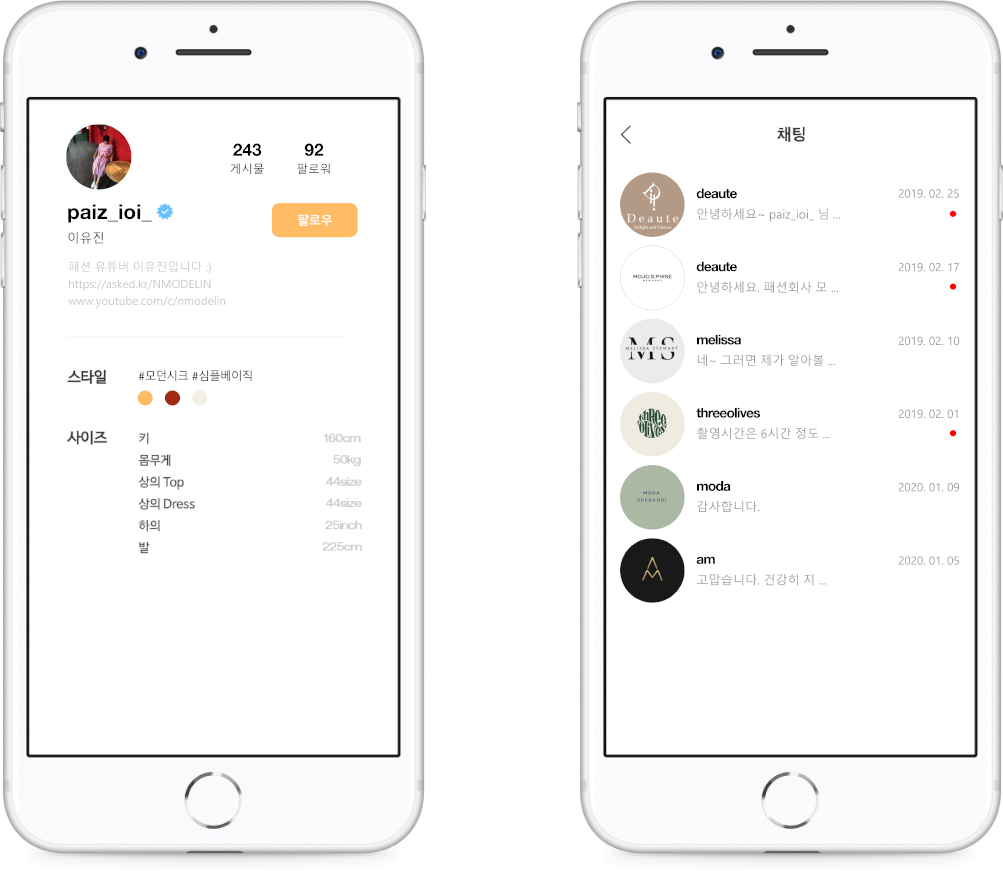 243
92
게시물
팔로워
paiz_ioi_
팔로우
이유진
패션 유튜버 이유진입니다 :)
https://asked.kr/NMODELIN
www.youtube.com/c/nmodelin
스타일
#모던시크 #심플베이직
사이즈
키 160cm
몸무게 50kg
상의 Top 44size
상의 Dress 44size
하의 25inch
발 225cm
채팅
Deaute
Delight and Finesse
deaute
2019. 02. 25
안녕하세요~ paiz_ioi_ 님 ...
MOJO.S.PHINE
deaute
2019. 02. 17
안녕하세요. 패션회사 모 ...
MS
MELISSA STEWART
melissa
2019. 02. 10
네~ 그러면 제가 알아볼 ...
three
olives
threeolives
2019. 02. 01
촬영시간은 6시간 정도 ...
MODA
OPERANDI
moda
2020. 01. 09
감사합니다.
am
2020. 01. 05
고맙습니다. 건강히 지 ...